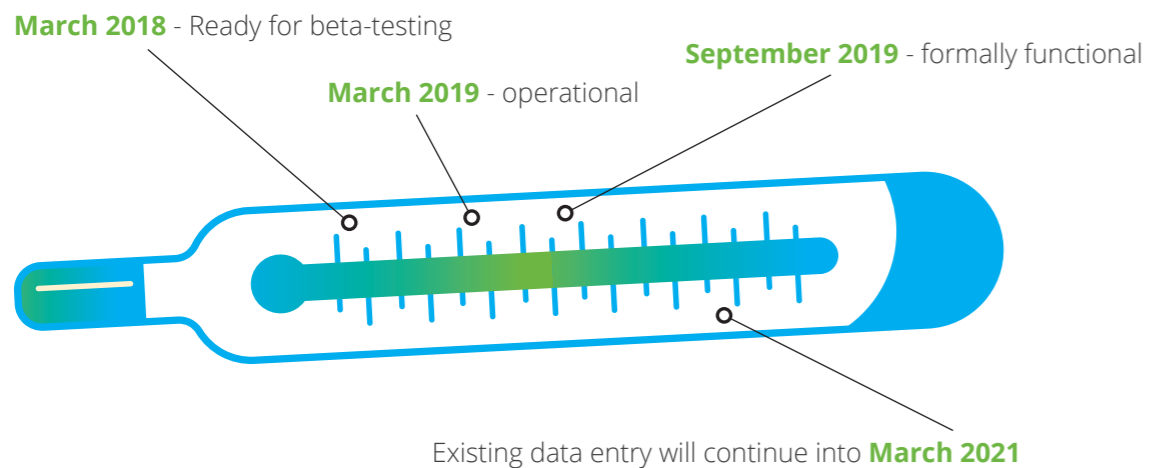 March 2018 - Ready for beta-testing
September 2019 - formally functional
March 2019 - operational
Existing data entry will continue into March 2021